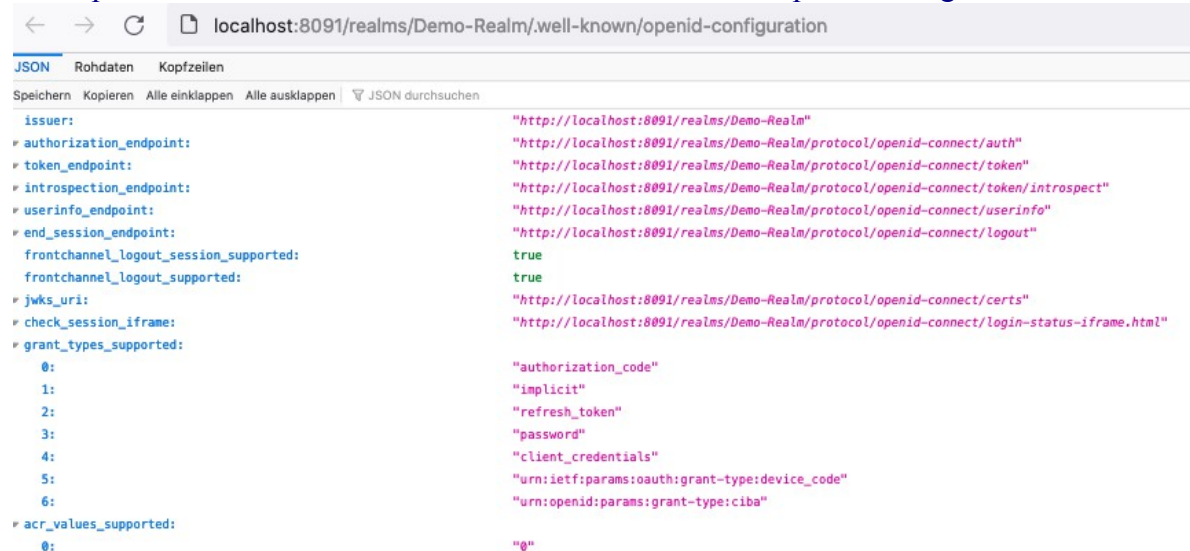 localhost:8091/realms/Demo-Realm/.well-known/openid-configuration
JSON Rohdaten Kopfzeilen
Speichern Kopieren Alle einklappen Alle ausklappen JSON durchsuchen
issuer: "http://localhost:8091/realms/Demo-Realm"
authorization_endpoint: "http://localhost:8091/realms/Demo-Realm/protocol/openid-connect/auth"
token_endpoint: "http://localhost:8091/realms/Demo-Realm/protocol/openid-connect/token"
introspection_endpoint: "http://localhost:8091/realms/Demo-Realm/protocol/openid-connect/token/introspect"
userinfo_endpoint: "http://localhost:8091/realms/Demo-Realm/protocol/openid-connect/userinfo"
end_session_endpoint: "http://localhost:8091/realms/Demo-Realm/protocol/openid-connect/logout"
frontchannel_logout_session_supported: true
frontchannel_logout_supported: true
jwks_uri: "http://localhost:8091/realms/Demo-Realm/protocol/openid-connect/certs"
check_session_iframe: "http://localhost:8091/realms/Demo-Realm/protocol/openid-connect/login-status-iframe.html"
grant_types_supported:
0: "authorization_code"
1: "implicit"
2: "refresh_token"
3: "password"
4: "client_credentials"
5: "urn:ietf:params:oauth:grant-type:device_code"
6: "urn:openid:params:grant-type:ciba"
acr_values_supported:
0: "0"